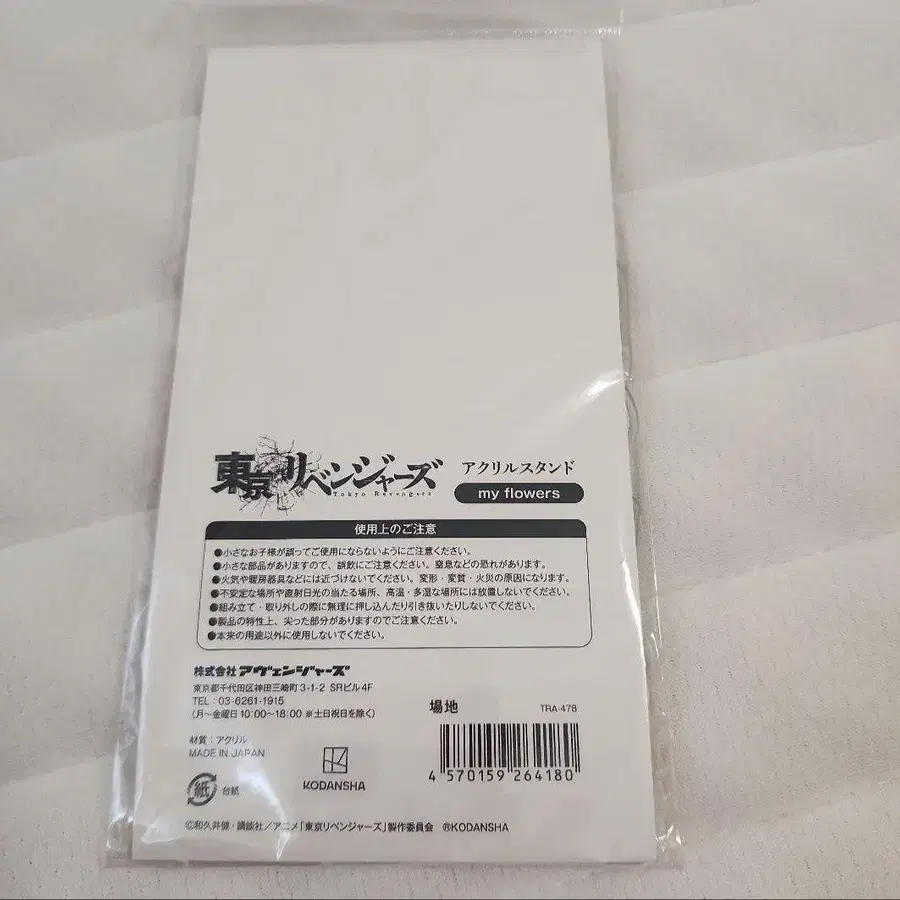 東京リベンジャーズ
Tokyo Revengers
アクリルスタンド
my flowers
使用上のご注意
●小さなお子様が誤ってご使用にならないようにご注意ください。
●小さな部品がありますので、誤飲にご注意ください。窒息などの恐れがあります。
●火気や暖房器具などには近づけないでください。変形・変質・火災の原因になります。
●不安定な場所や直射日光の当たる場所、高温・多湿な場所には放置しないでください。
●組み立て・取り外しの際に無理に押し込んだり引き抜いたりしないでください。
●製品の特性上、尖った部分がありますのでご注意ください。
●本来の用途以外に使用しないでください。
株式会社アヴェンジャーズ
東京都千代田区神田三崎町3-1-2 SRビル4F
TEL:03-6261-1915
(月~金曜日10:00~18:00 ※土日祝日を除く)
材質:アクリル
MADE IN JAPAN
紙 台紙
KODANSHA
場地
TRA-478
4 570159 264180
©和久井健・講談社/アニメ「東京リベンジャーズ」製作委員会 ®KODANSHA